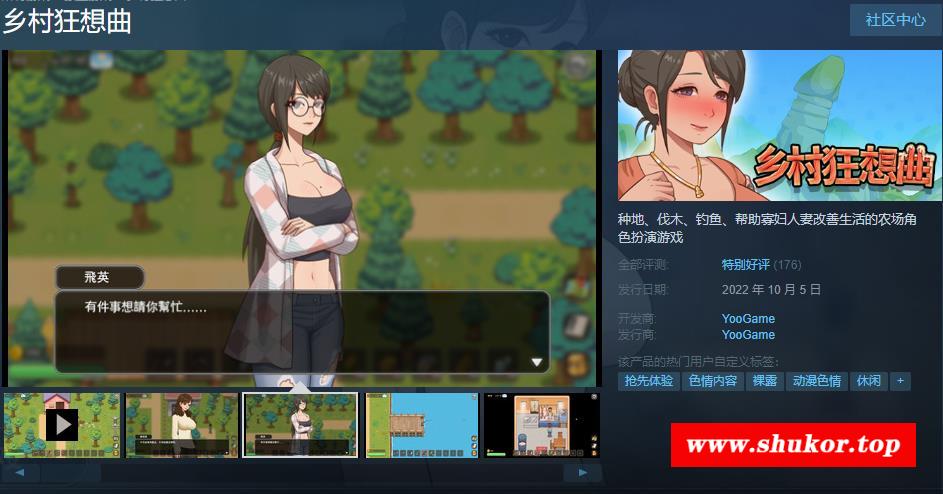 乡村狂想曲
社区中心
飛英
有件事想請你幫忙......
乡村狂想曲
种地、伐木、钓鱼、帮助寡妇人妻改善生活的农场角
色扮演游戏
全部评测: 特别好评 (176)
发行日期: 2022 年 10 月 5 日
开发商: YooGame
发行商: YooGame
该产品的热门用户自定义标签:
抢先体验 色情内容 裸露 动漫色情 休闲 +
www.shukor.top